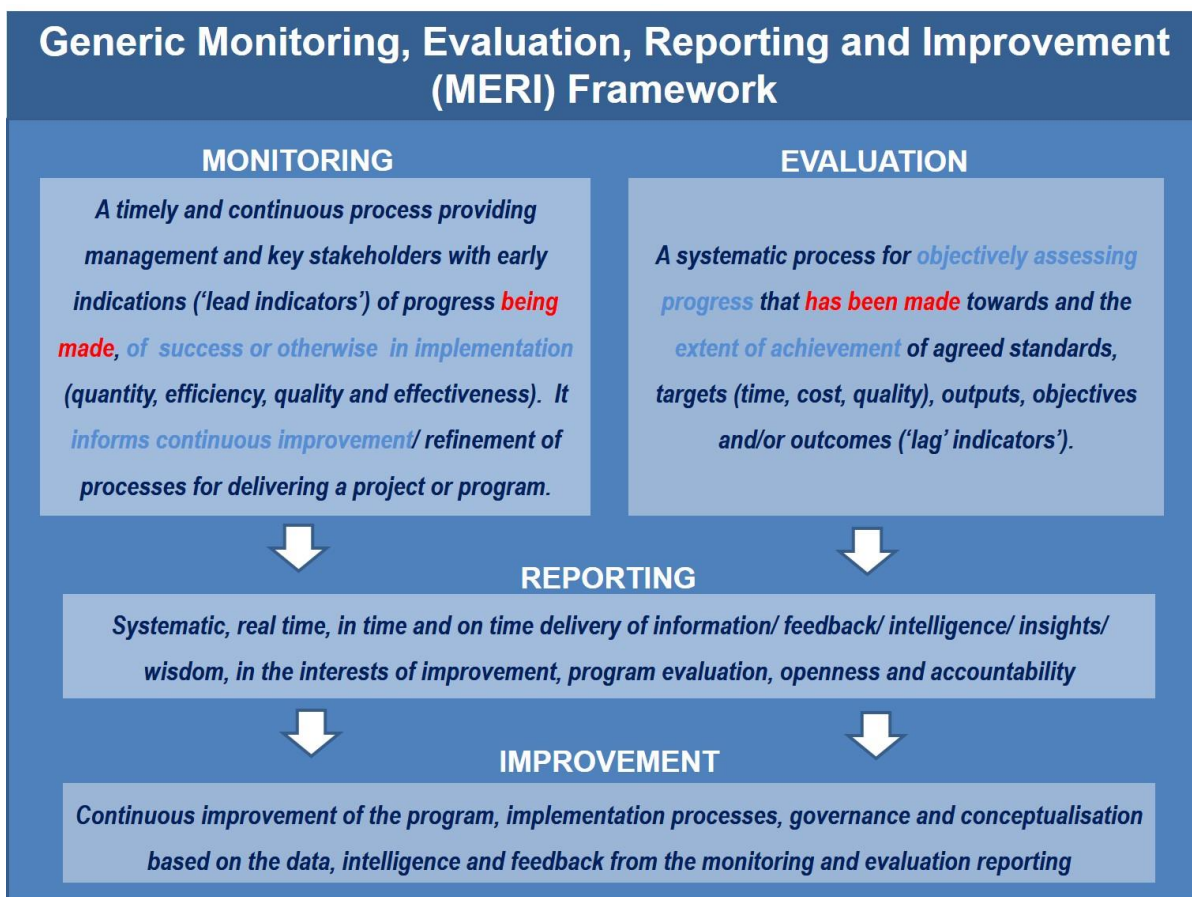 Generic Monitoring, Evaluation, Reporting and Improvement
(MERI) Framework
MONITORING
A timely and continuous process providing
management and key stakeholders with early
indications (‘lead indicators’) of progress being
made, of success or otherwise in implementation
(quantity, efficiency, quality and effectiveness). It
informs continuous improvement/ refinement of
processes for delivering a project or program.
EVALUATION
A systematic process for objectively assessing
progress that has been made towards and the
extent of achievement of agreed standards,
targets (time, cost, quality), outputs, objectives
and/or outcomes (‘lag’ indicators’).
REPORTING
Systematic, real time, in time and on time delivery of information/ feedback/ intelligence/ insights/
wisdom, in the interests of improvement, program evaluation, openness and accountability
IMPROVEMENT
Continuous improvement of the program, implementation processes, governance and conceptualisation
based on the data, intelligence and feedback from the monitoring and evaluation reporting